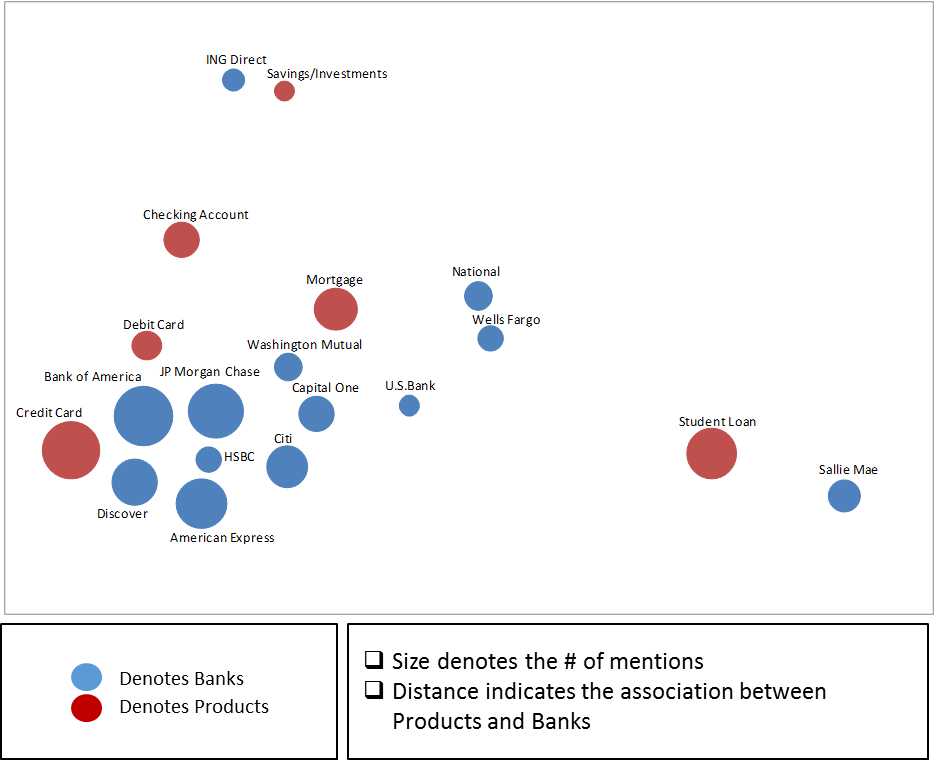 ING Direct
Savings/Investments
Checking Account
National
Mortgage
Wells Fargo
Debit Card
Washington Mutual
JP Morgan Chase
Bank of America
U.S.Bank
Capital One
Credit Card
Student Loan
Citi
HSBC
Sallie Mae
Discover
American Express
Denotes Banks
Denotes Products
Size denotes the # of mentions
Distance indicates the association between
Products and Banks